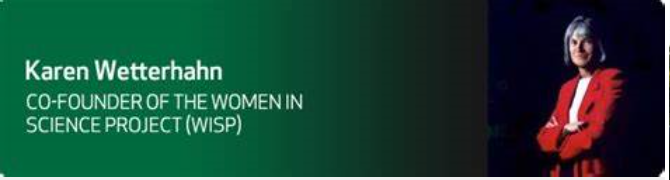 Karen Wetterhahn
CO-FOUNDER OF THE WOMEN IN
SCIENCE PROJECT (WISP)